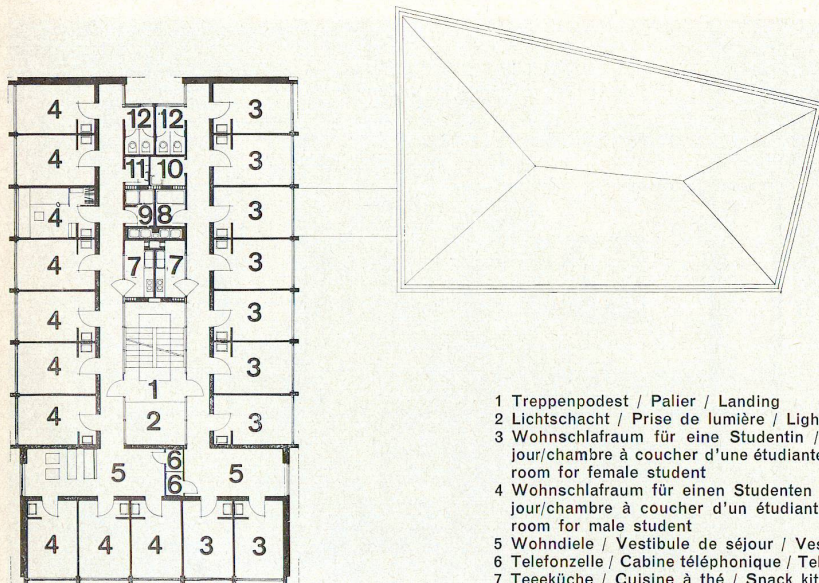 4 12 12 3
4 3
11 10
4 9 8 3
4 7 7 3
4 3
4 3
1
4 2 3
5 6 5
6
4 4 4 3 3
1 Treppenpodest / Palier / Landing
2 Lichtschacht / Prise de lumière / Ligh
3 Wohnschlafraum für eine Studentin /
jour/chambre à coucher d'une étudiante
room for female student
4 Wohnschlafraum für einen Studenten
jour/chambre à coucher d'un étudiant
room for male student
5 Wohndiele / Vestibule de séjour / Ves
6 Telefonzelle / Cabine téléphonique / Tel
7 Teeeküche / Cuisine à thé / Snack kit